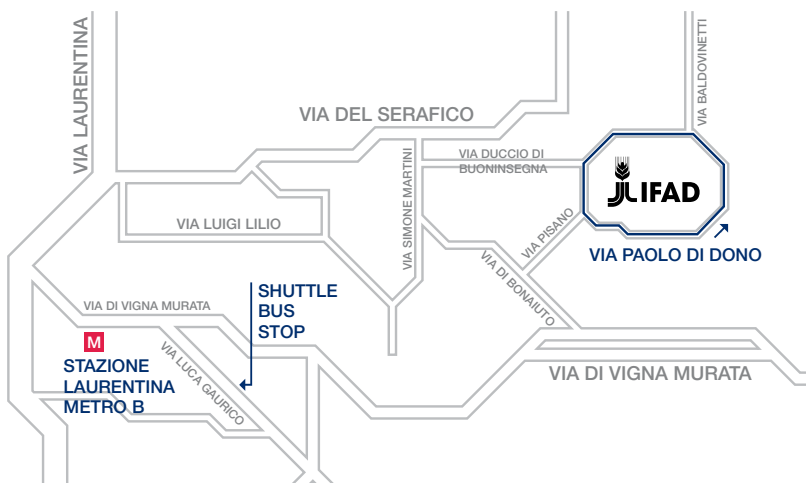 VIA LAURENTINA
VIA DEL SERAFICO
VIA BALDOVINETTI
VIA DUCCIO DI
BUONINSEGNA
VIA SIMONE MARTINI
IFAD
VIA LUIGI LILIO
VIA PISANO
VIA PAOLO DI DONO
VIA DI BONAIUTO
SHUTTLE
BUS
STOP
VIA DI VIGNA MURATA
M
STAZIONE
LAURENTINA
METRO B
VIA LUCA GAURICO
VIA DI VIGNA MURATA